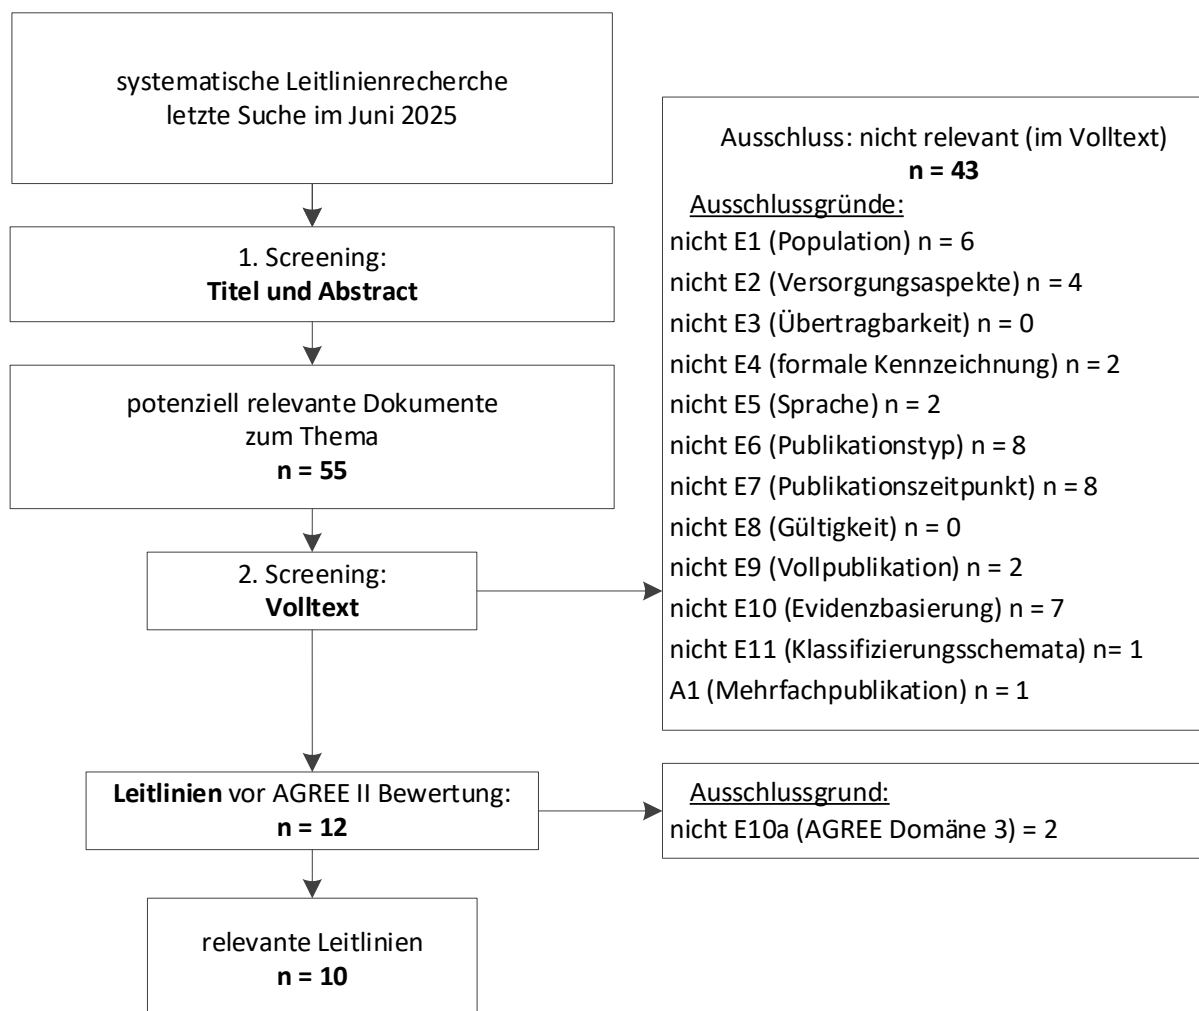 systematische Leitlinienrecherche
letzte Suche im Juni 2025
1. Screening:
Titel und Abstract
potenziell relevante Dokumente
zum Thema
n = 55
2. Screening:
Volltext
Ausschluss: nicht relevant (im Volltext)
n = 43
Ausschlussgründe:
nicht E1 (Population) n = 6
nicht E2 (Versorgungsaspekte) n = 4
nicht E3 (Übertragbarkeit) n = 0
nicht E4 (formale Kennzeichnung) n = 2
nicht E5 (Sprache) n = 2
nicht E6 (Publikationstyp) n = 8
nicht E7 (Publikationszeitpunkt) n = 8
nicht E8 (Gültigkeit) n = 0
nicht E9 (Vollpublikation) n = 2
nicht E10 (Evidenzbasierung) n = 7
nicht E11 (Klassifizierungsschemata) n= 1
A1 (Mehrfachpublikation) n = 1
Leitlinien vor AGREE II Bewertung:
n = 12
Ausschlussgrund:
nicht E10a (AGREE Domäne 3) = 2
relevante Leitlinien
n = 10